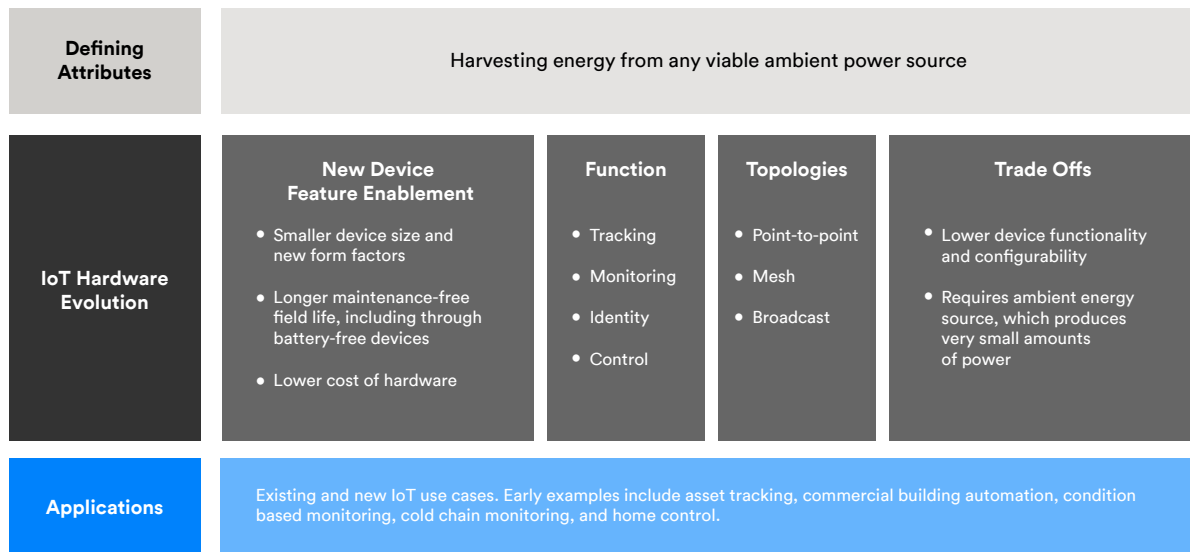 Defining
Attributes
Harvesting energy from any viable ambient power source
IoT Hardware
Evolution
New Device
Feature Enablement
• Smaller device size and
new form factors
• Longer maintenance-free
field life, including through
battery-free devices
• Lower cost of hardware
Function
• Tracking
• Monitoring
• Identity
• Control
Topologies
• Point-to-point
• Mesh
• Broadcast
Trade Offs
• Lower device functionality
and configurability
• Requires ambient energy
source, which produces
very small amounts
of power
Applications
Existing and new IoT use cases. Early examples include asset tracking, commercial building automation, condition
based monitoring, cold chain monitoring, and home control.